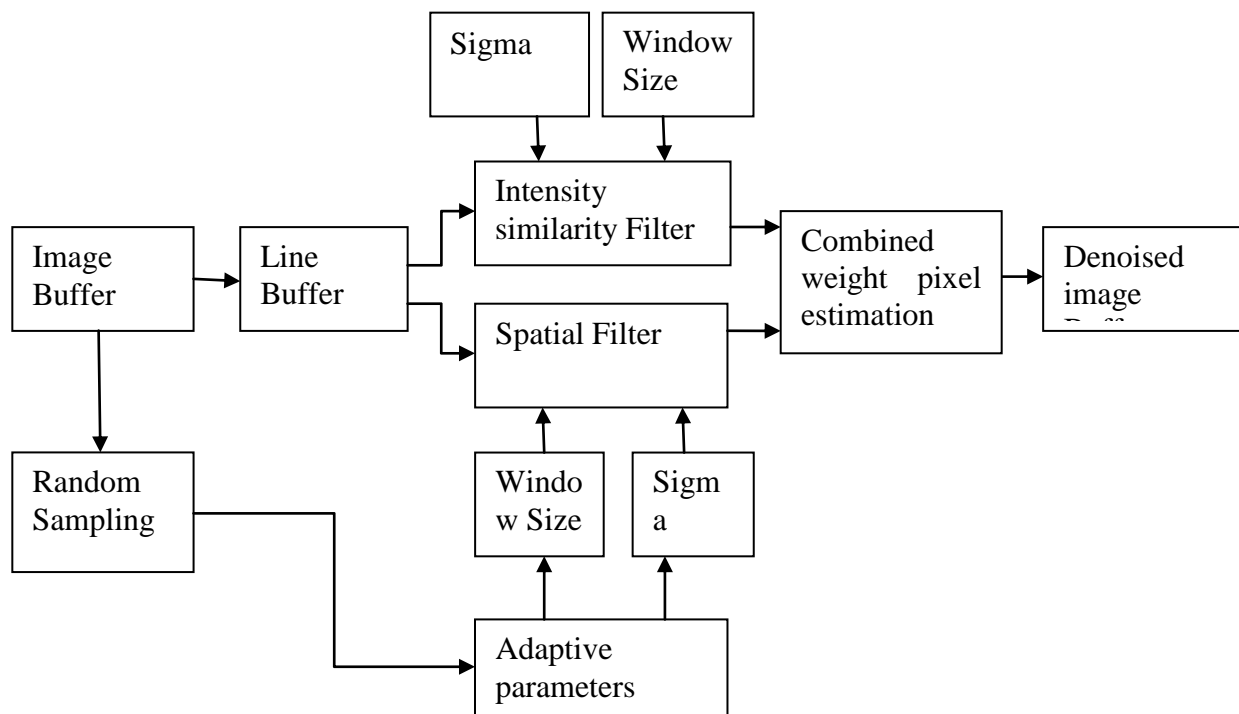 Sigma
Window
Size
Intensity
similarity Filter
Image
Buffer
Line
Buffer
Combined
weight pixel
estimation
Denoised
image
Spatial Filter
Random
Sampling
Windo
w Size
Sigm
a
Adaptive
parameters